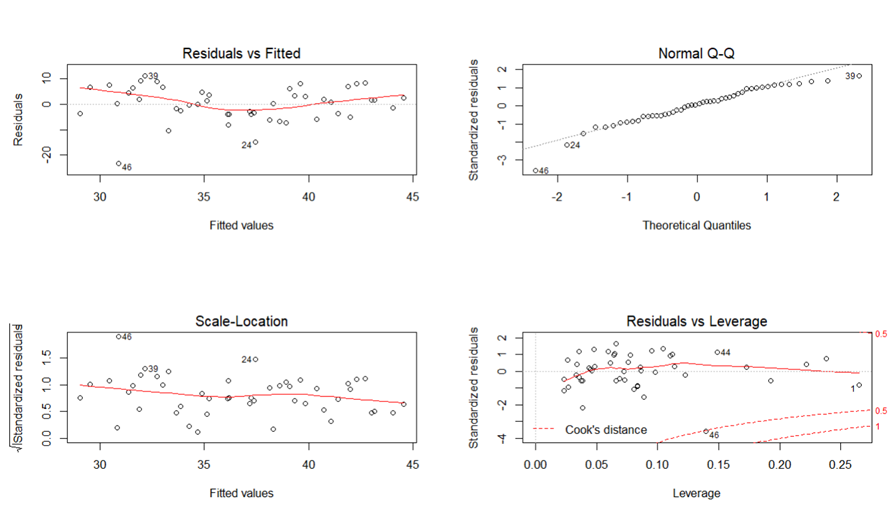 Residuals vs Fitted
Residuals
10
0
-20
39
24
46
30 35 40 45
Fitted values
Normal Q-Q
Standardized residuals
2
1
0
-1
-3
39
24
46
-2 -1 0 1 2
Theoretical Quantiles
Scale-Location
√|Standardized residuals|
1.5
1.0
0.5
0.0
46
39
24
30 35 40 45
Fitted values
Residuals vs Leverage
Standardized residuals
2
0
-2
-4
44
1
46
0.5
0.5
1
Cook's distance
0.00 0.05 0.10 0.15 0.20 0.25
Leverage